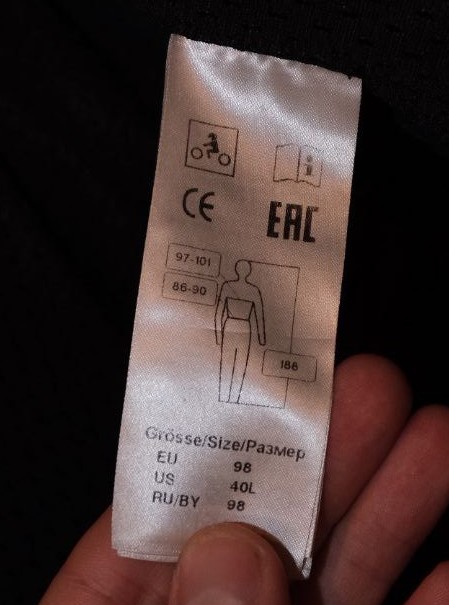 CE
EAC
97-101
86-90
188
Grösse/Size/Размер
EU 98
US 40L
RU/BY 98